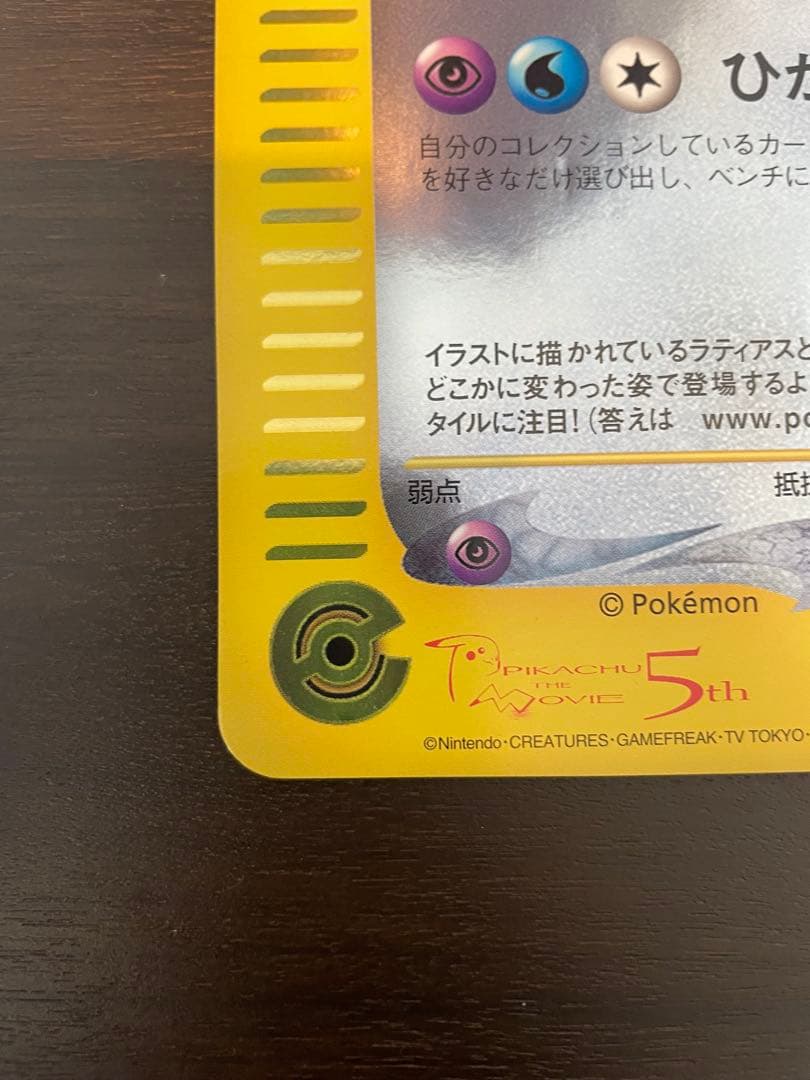 ひか
自分のコレクションしているカー
を好きなだけ選び出し、ベンチに
イラストに描かれているラティアスと
どこかに変わった姿で登場するよ
タイルに注目！（答えは　www.po
弱点
抵抗
© Pokémon
PIKACHU
THE
MOVIE
5th
©Nintendo・CREATURES・GAMEFREAK・TV TOKYO・